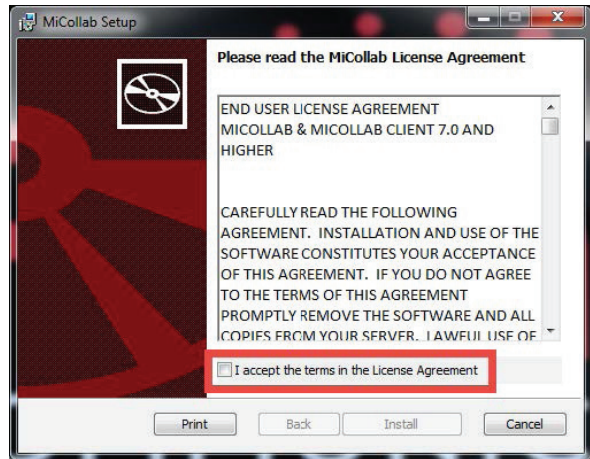 MiCollab Setup
Please read the MiCollab License Agreement
END USER LICENSE AGREEMENT
MICOLLAB & MICOLLAB CLIENT 7.0 AND
HIGHER
CAREFULLY READ THE FOLLOWING
AGREEMENT. INSTALLATION AND USE OF THE
SOFTWARE CONSTITUTES YOUR ACCEPTANCE
OF THIS AGREEMENT. IF YOU DO NOT AGREE
TO THE TERMS OF THIS AGREEMENT
PROMPTLY REMOVE THE SOFTWARE AND ALL
COPIES FROM YOUR SERVER. LAWFUL USE OF
I accept the terms in the License Agreement
Print Back Install Cancel